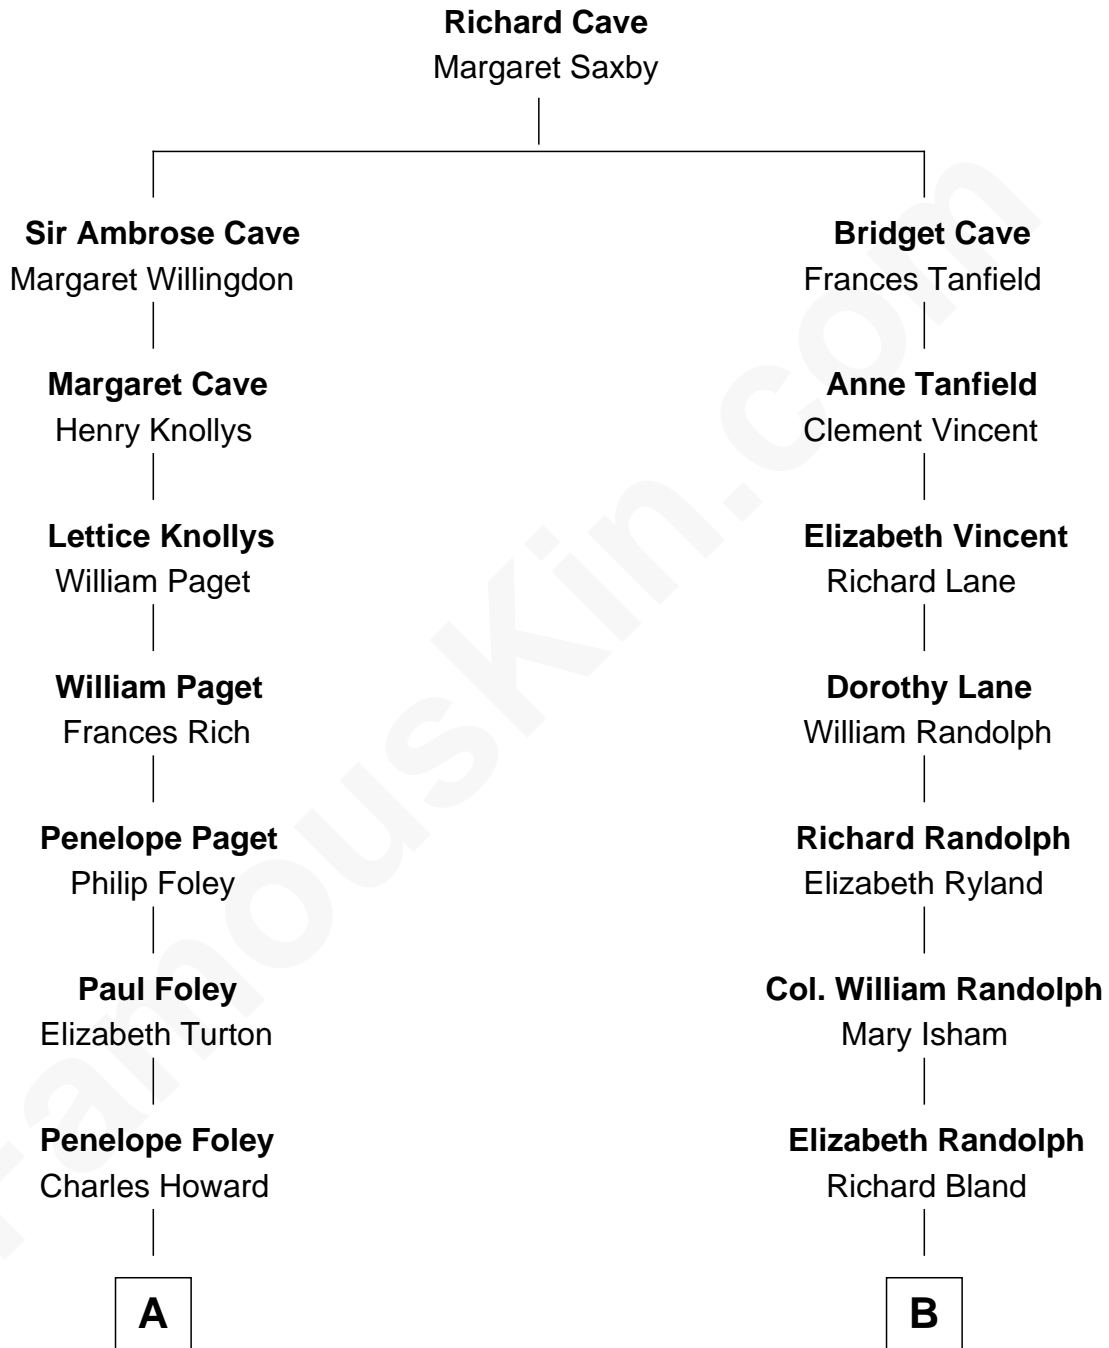 Richard Cave
Margaret Saxby
Sir Ambrose Cave
Margaret Willingdon
Margaret Cave
Henry Knollys
Lettice Knollys
William Paget
William Paget
Frances Rich
Penelope Paget
Philip Foley
Paul Foley
Elizabeth Turton
Penelope Foley
Charles Howard
A
Bridget Cave
Frances Tanfield
Anne Tanfield
Clement Vincent
Elizabeth Vincent
Richard Lane
Dorothy Lane
William Randolph
Richard Randolph
Elizabeth Ryland
Col. William Randolph
Mary Isham
Elizabeth Randolph
Richard Bland
B
FamousKin.com